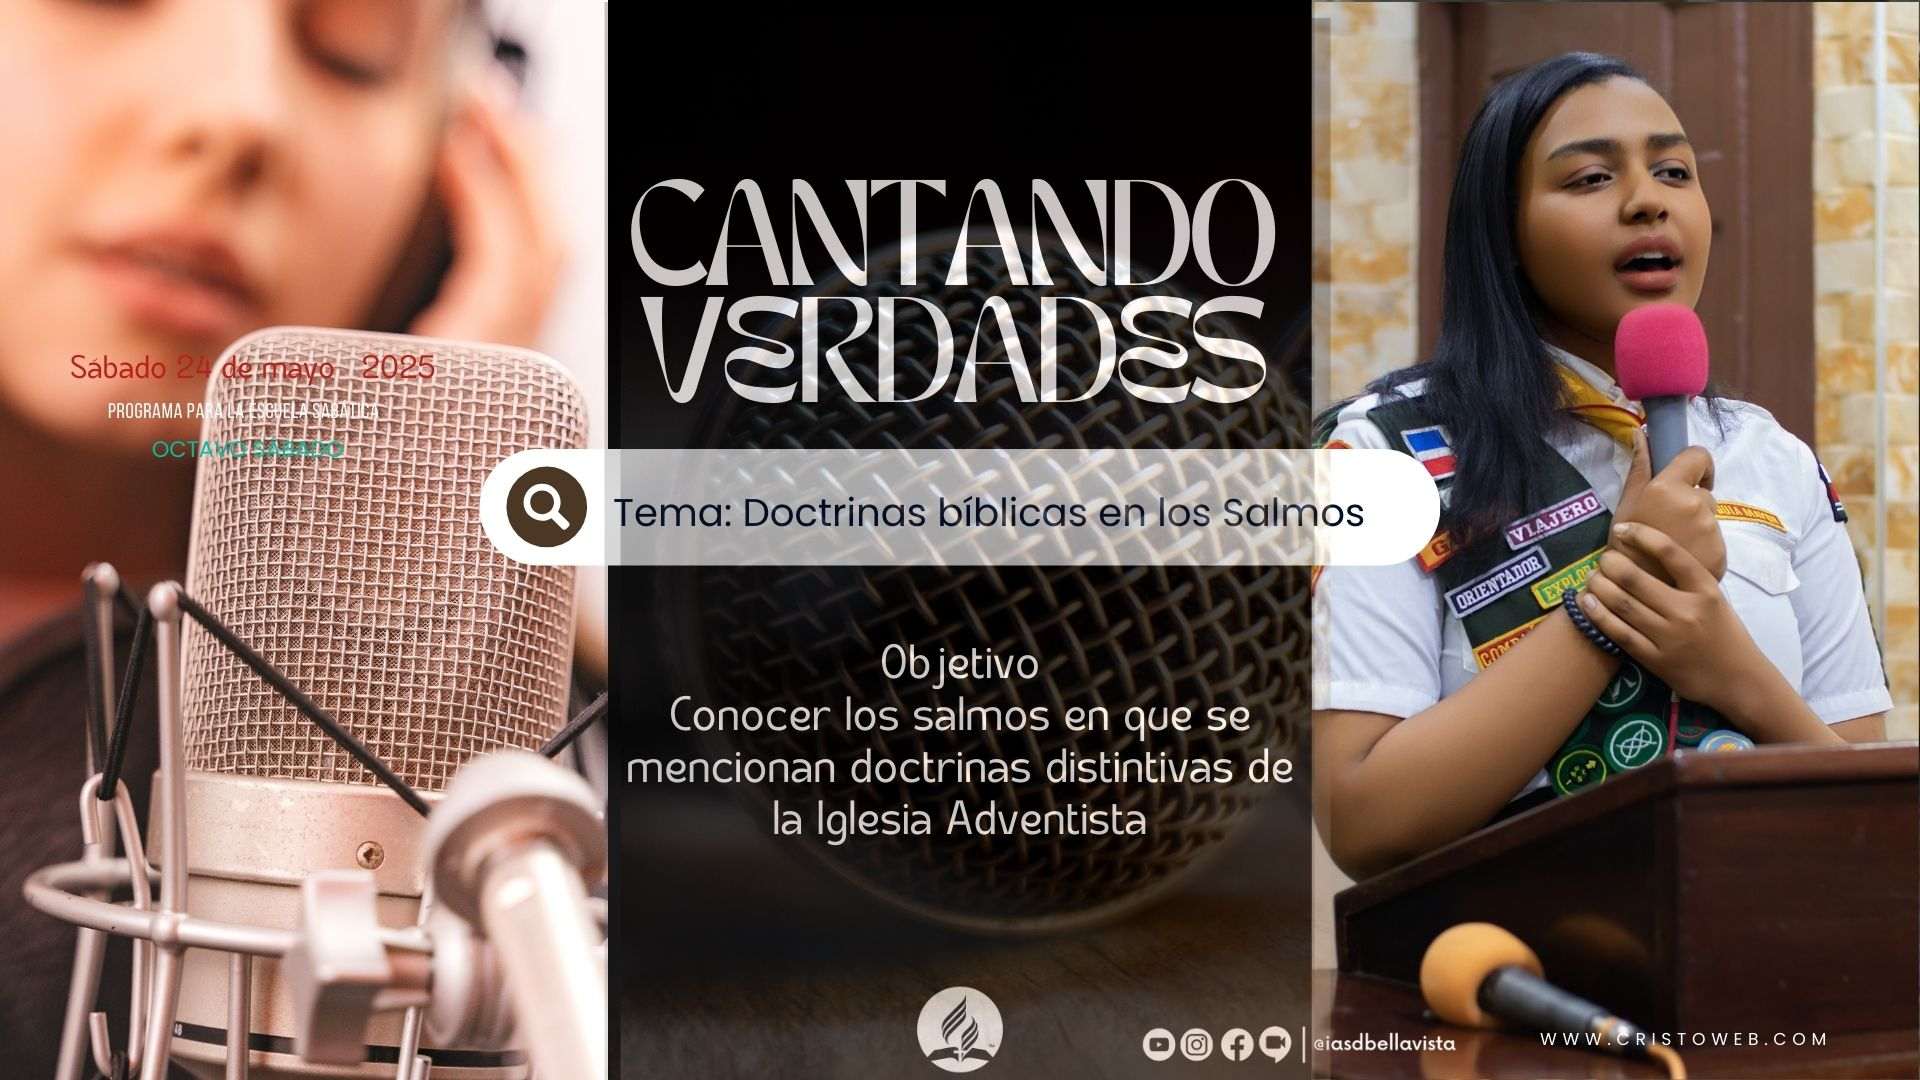 CANTANDO
VERDADES
Sábado 24 de mayo 2025
PROGRAMA PARA LA ESCUELA SABÁTICA
OCTAVO SÁBADO
Tema: Doctrinas bíblicas en los Salmos
Objetivo
Conocer los salmos en que se
mencionan doctrinas distintivas de
la Iglesia Adventista
VIAJERO
ORIENTADOR
GUIA MAYOR
@iasdbellavista
WWW.CRISTOWEB.COM